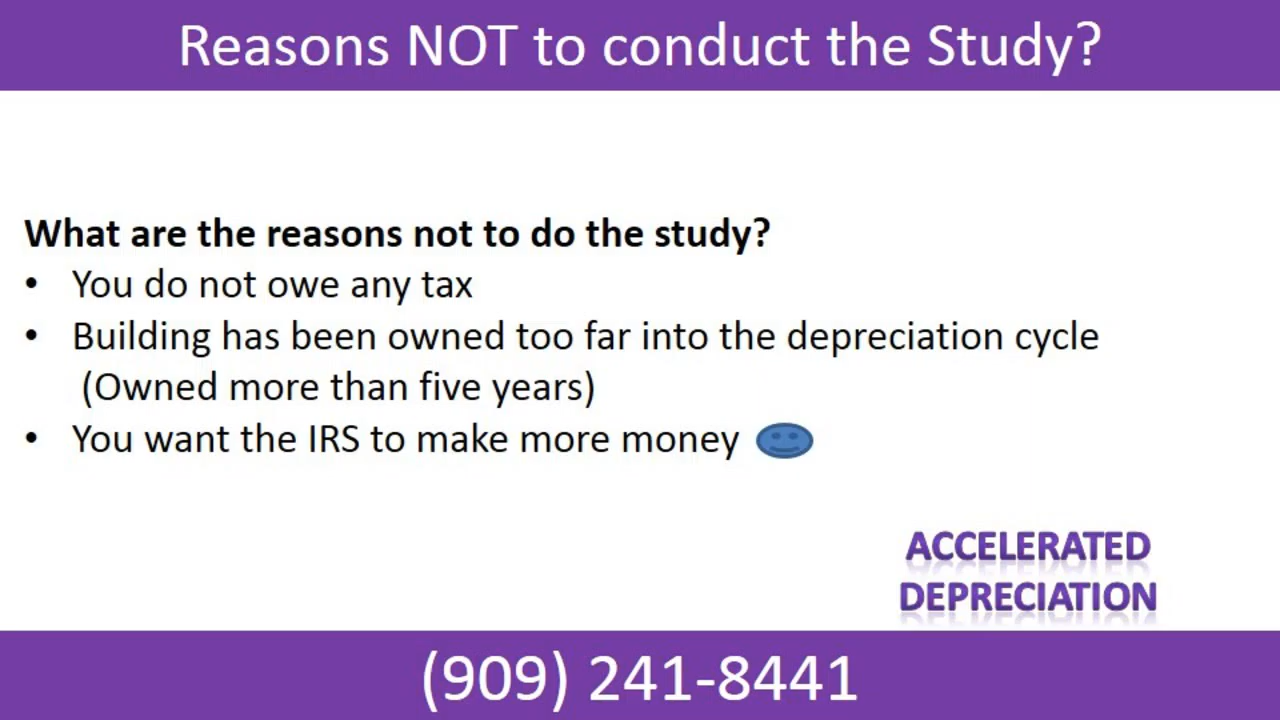 Reasons NOT to conduct the Study?
What are the reasons not to do the study?
• You do not owe any tax
• Building has been owned too far into the depreciation cycle
(Owned more than five years)
• You want the IRS to make more money
ACCELERATED
DEPRECIATION
(909) 241-8441